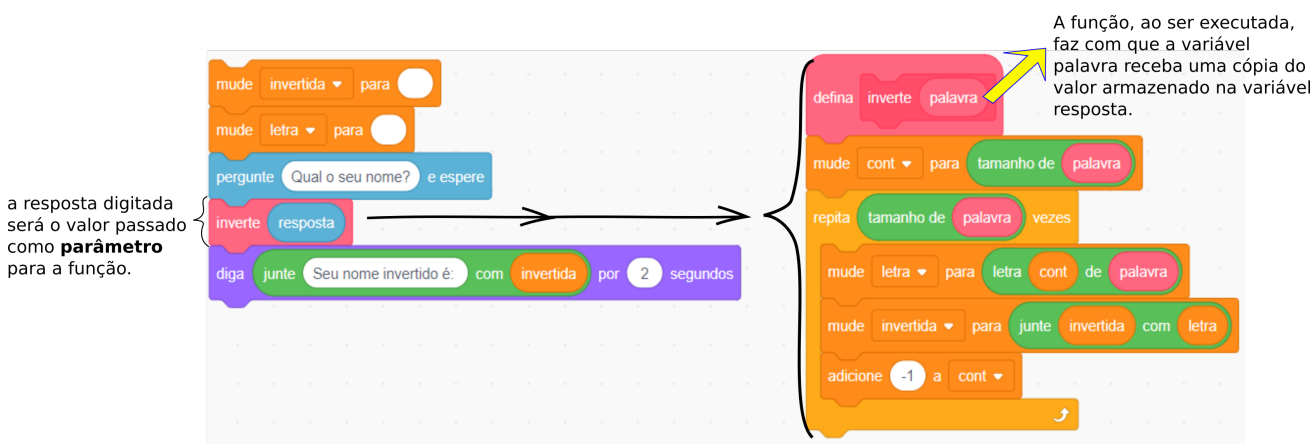 mude invertida para
mude letra para
pergunte Qual o seu nome? e espere
inverte resposta
diga junte Seu nome invertido é: com invertida por 2 segundos
a resposta digitada
será o valor passado
como parâmetro
para a função.
defina inverte palavra
mude cont para tamanho de palavra
repita tamanho de palavra vezes
mude letra para letra cont de palavra
mude invertida para junte invertida com letra
adicione -1 a cont
A função, ao ser executada,
faz com que a variável
palavra receba uma cópia do
valor armazenado na variável
resposta.